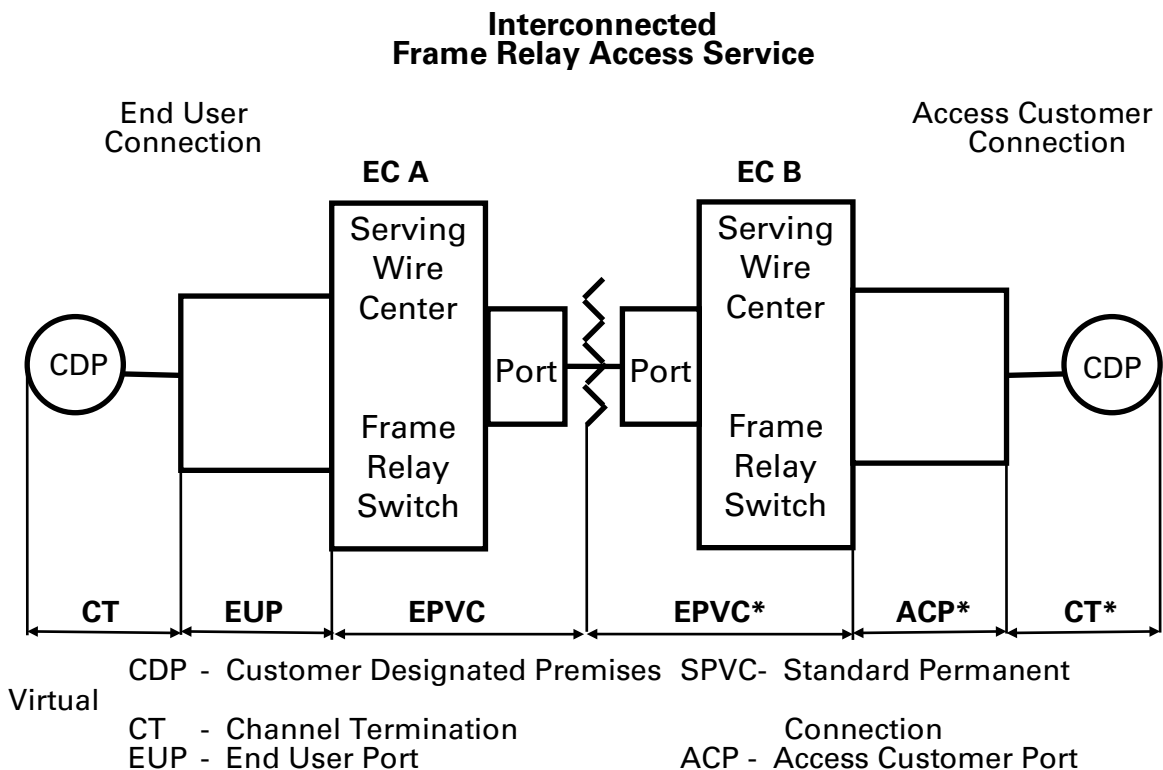 Interconnected
Frame Relay Access Service
End User
Connection
Access Customer
Connection
EC A
EC B
Serving
Wire
Center
Frame
Relay
Switch
Serving
Wire
Center
Frame
Relay
Switch
CDP
Port
Port
CDP
CT
EUP
EPVC
EPVC*
ACP*
CT*
CDP - Customer Designated Premises SPVC- Standard Permanent
Virtual
CT - Channel Termination Connection
EUP - End User Port ACP - Access Customer Port